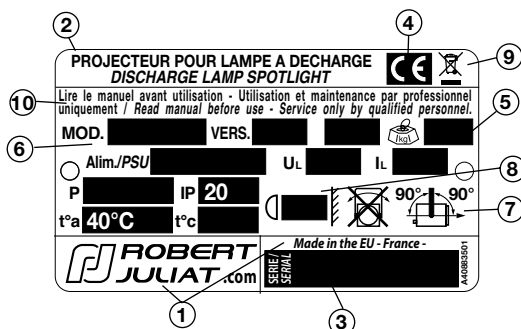 2
4
9
PROJECTEUR POUR LAMPE A DECHARGE
DISCHARGE LAMP SPOTLIGHT
CE
10
Lire le manuel avant utilisation - Utilisation et maintenance par professionnel
uniquement / Read manual before use - Service only by qualified personnel.
5
6
MOD. VERS. kg
Alim./PSU UL IL
8
P IP 20
90° 90°
7
t°a 40°C t°c
ROBERT
JULIAT.com
Made in the EU - France -
SERIE/
SERIAL
A40883501
1
3